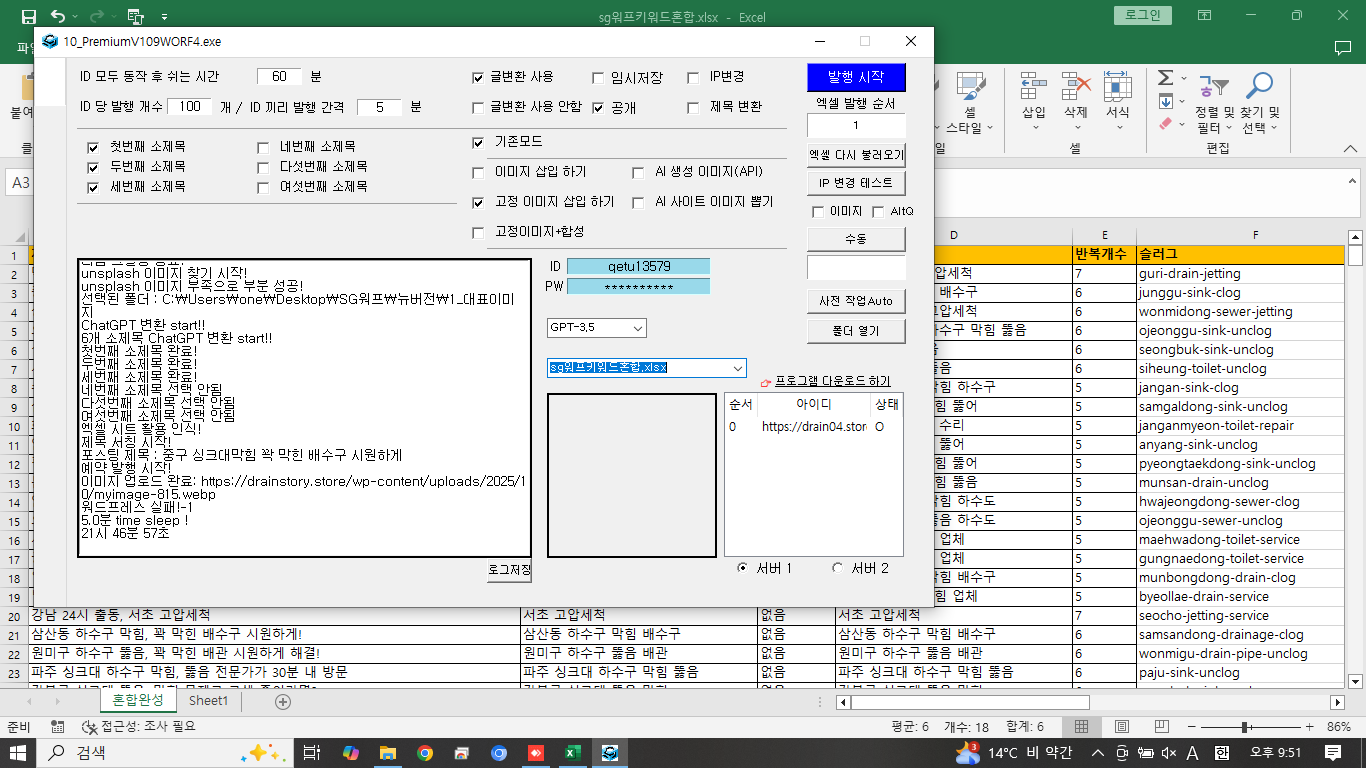 sg워프키워드혼합.xlsx - Excel
로그인
10_PremiumV109WORF4.exe
ID 모두 동작 후 쉬는 시간 60 분
ID 당 발행 개수 100 개 / ID 끼리 발행 간격 5 분
글변환 사용
임시저장
IP변경
글변환 사용 안함
공개
제목 변환
발행 시작
엑셀 발행 순서
1
엑셀 다시 불러오기
IP 변경 테스트
이미지
AltQ
수동
사전 작업Auto
폴더 열기
첫번째 소제목
네번째 소제목
두번째 소제목
다섯번째 소제목
세번째 소제목
여섯번째 소제목
기존모드
이미지 삽입 하기
AI 생성 이미지(API)
고정 이미지 삽입 하기
AI 사이트 이미지 뽑기
고정이미지+합성
unsplash 이미지 찾기 시작!
unsplash 이미지 부족으로 부분 성공!
선택된 폴더 : C:₩Users₩one₩Desktop₩SG워프₩뉴버전₩1_대표이미
지
ChatGPT 변환 start!!
6개 소제목 ChatGPT 변환 start!!
첫번째 소제목 완료!
두번째 소제목 완료!
세번째 소제목 완료!
네번째 소제목 선택 안됨
다섯번째 소제목 선택 안됨
여섯번째 소제목 선택 안됨
엑셀 시트 활용 인식!
제목 서칭 시작!
포스팅 제목 : 중구 싱크대막힘 꽉 막힌 배수구 시원하게
예약 발행 시작!
이미지 업로드 완료: https://drainstory.store/wp-content/uploads/2025/1
0/myimage-815.webp
워드프레스 실패!-1
5.0분 time sleep !
21시 46분 57초
로그저장
ID qetu13579
PW **********
GPT-3.5
sg워프키워드혼합.xlsx
프로그램 다운로드 하기
순서 아이디 상태
0 https://drain04.stor O
서버 1
서버 2
삽입
삭제
서식
셀
스타일
정렬 및
필터
찾기 및
선택
셀
편집
A3
D E F
1 반복개수 슬러그
2 압세척 7 guri-drain-jetting
3 배수구 6 junggu-sink-clog
4 고압세척 6 wonmidong-sewer-jetting
5 하수구 막힘 뚫음 6 ojeonggu-sink-unclog
6 6 seongbuk-sink-unclog
7 뚫음 6 siheung-toilet-unclog
8 막힘 하수구 5 jangan-sink-clog
9 막힘 뚫어 5 samgaldong-sink-unclog
10 수리 5 janganmyeon-toilet-repair
11 뚫어 5 anyang-sink-unclog
12 막힘 뚫어 5 pyeongtaekdong-sink-unclog
13 막힘 뚫음 5 munsan-drain-unclog
14 막힘 하수도 5 hwajeongdong-sewer-clog
15 뚫음 하수도 5 ojeonggu-sewer-unclog
16 업체 5 maehwadong-toilet-service
17 업체 5 gungnaedong-toilet-service
18 막힘 배수구 5 munbongdong-drain-clog
19 막힘 업체 5 byeollae-drain-service
20 강남 24시 출동, 서초 고압세척 서초 고압세척 없음 서초 고압세척 7 seocho-jetting-service
21 삼산동 하수구 막힘, 꽉 막힌 배수구 시원하게! 삼산동 하수구 막힘 배수구 없음 삼산동 하수구 막힘 배수구 6 samsandong-drainage-clog
22 원미구 하수구 뚫음, 꽉 막힌 배관 시원하게 해결! 원미구 하수구 뚫음 배관 없음 원미구 하수구 뚫음 배관 6 wonmigu-drain-pipe-unclog
23 파주 싱크대 하수구 막힘, 뚫음 전문가가 30분 내 방문 파주 싱크대 하수구 막힘 뚫음 없음 파주 싱크대 하수구 막힘 뚫음 6 paju-sink-unclog
혼합완성
Sheet1
준비
접근성: 조사 필요
평균: 6 개수: 18 합계: 6
86%
검색
14°C 비 약간
A
한
오후 9:51